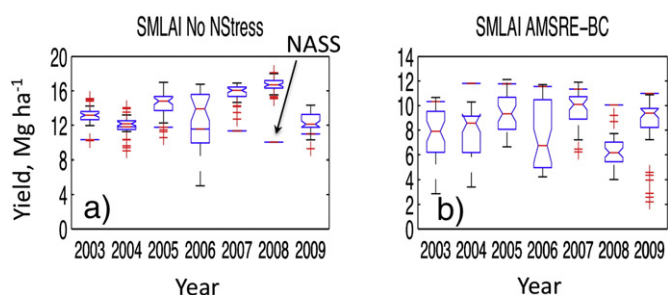 SMLAI No NStress
SMLAI AMSRE-BC
NASS
Yield, Mg ha-1
20
16
12
8
4
0
a)
2003 2004 2005 2006 2007 2008 2009
Year
14
12
10
8
6
4
2
0
b)
2003 2004 2005 2006 2007 2008 2009
Year